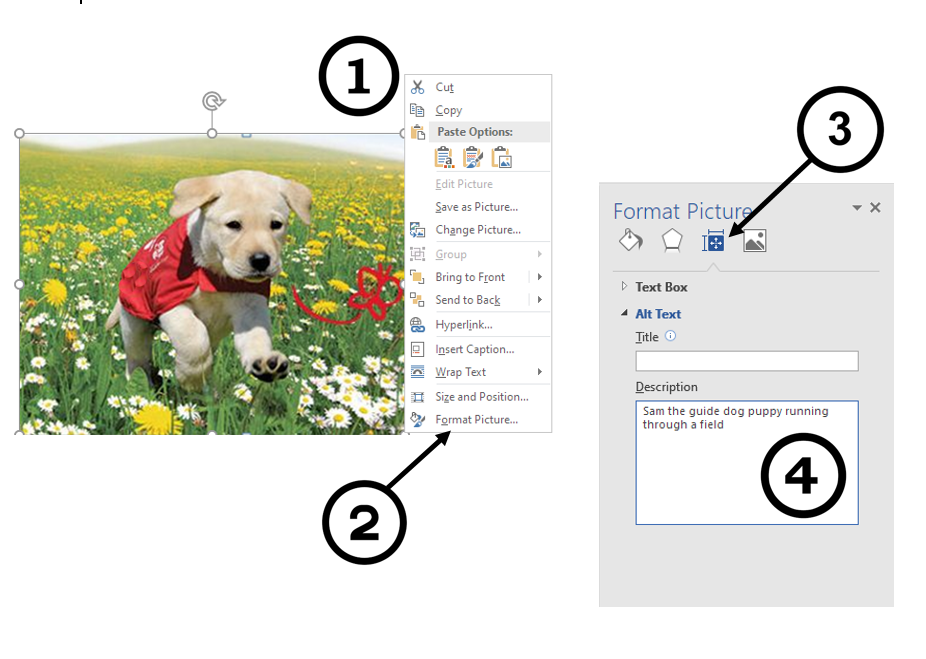 1
Cut
Copy
Paste Options:
Edit Picture
Save as Picture...
Change Picture...
Group
Bring to Front
Send to Back
Hyperlink...
Insert Caption...
Wrap Text
Size and Position...
Format Picture...
2
3
Format Picture
Text Box
Alt Text
Title
Description
Sam the guide dog puppy running
through a field
4